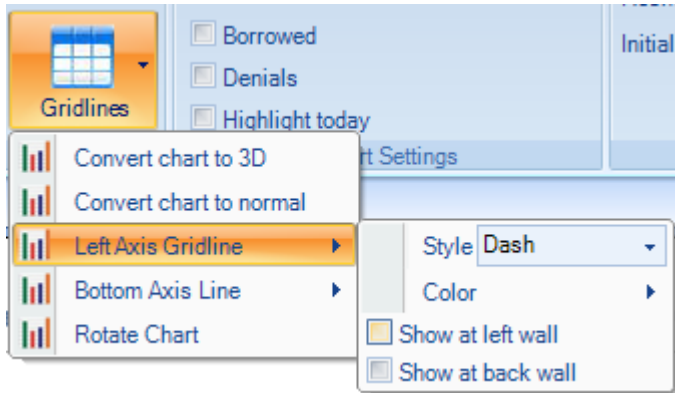 Borrowed
Initial
Denials
Gridlines
Highlight today
Convert chart to 3D
rt Settings
Convert chart to normal
Left Axis Gridline
Style Dash
Bottom Axis Line
Color
Rotate Chart
Show at left wall
Show at back wall